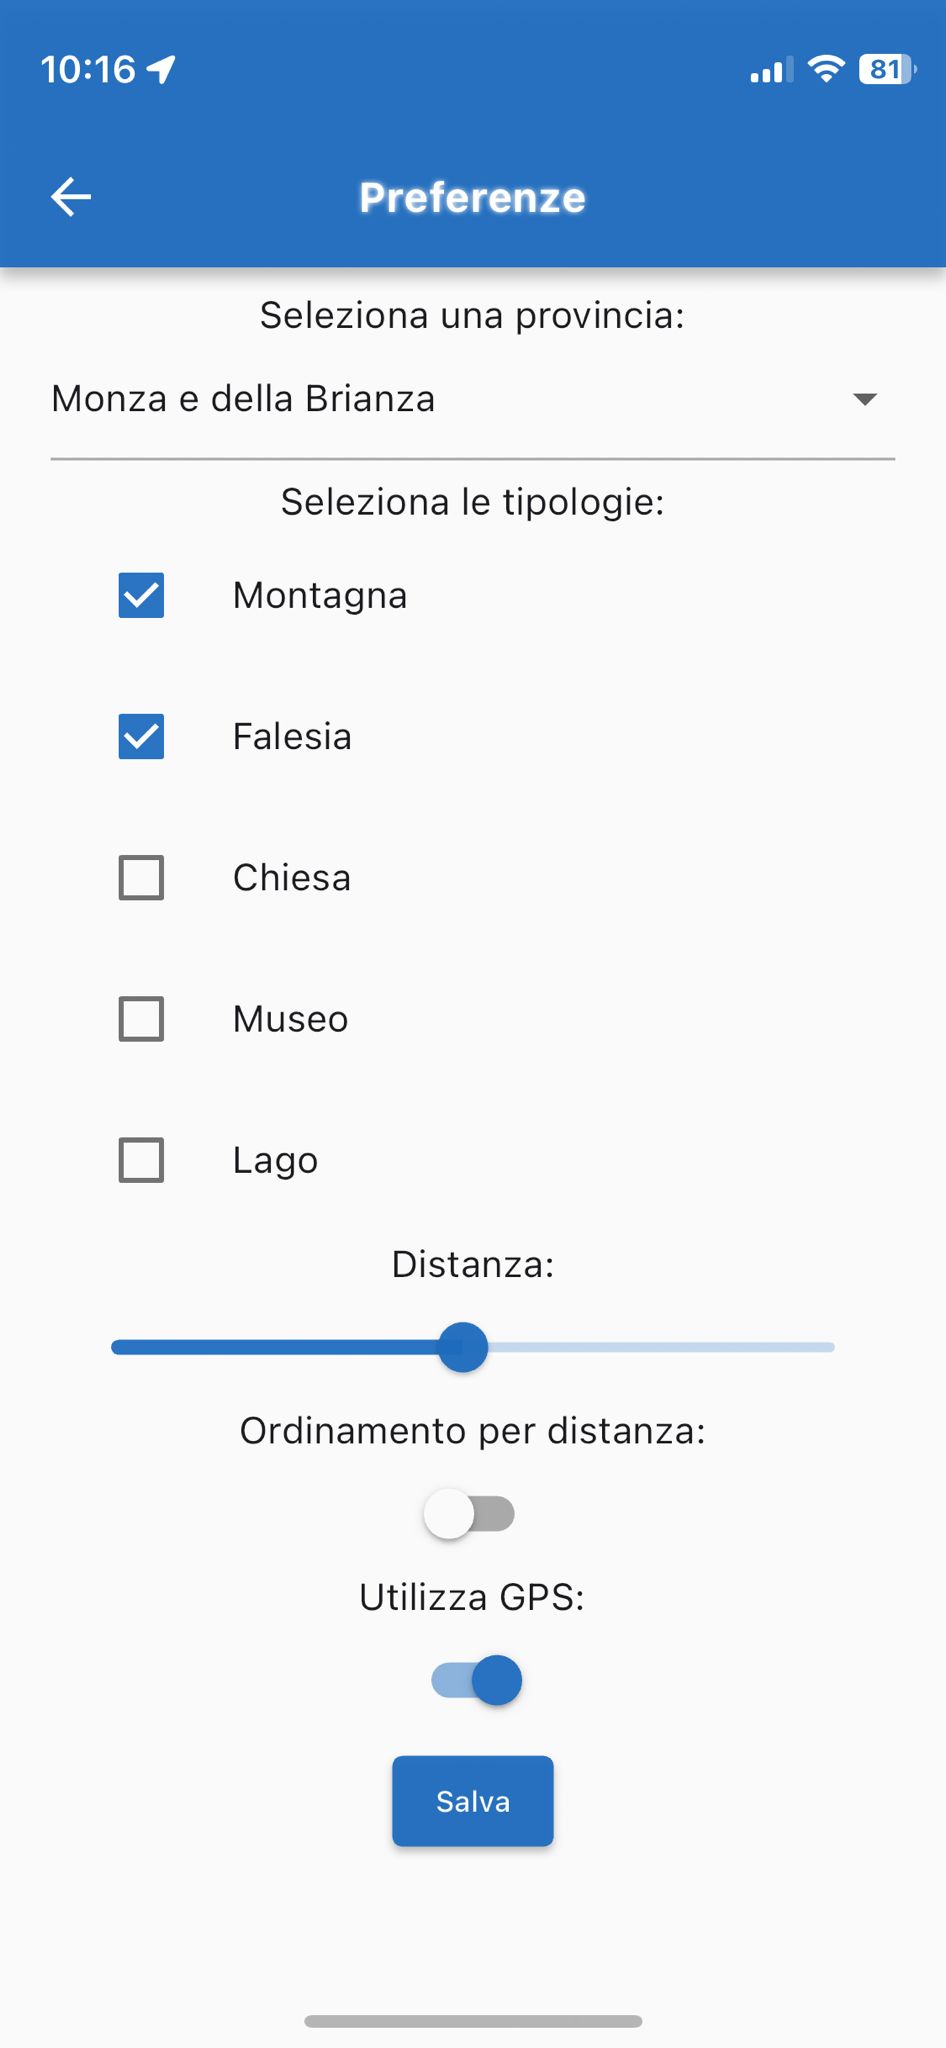 10:16
81
Preferenze
Seleziona una provincia:
Monza e della Brianza
Seleziona le tipologie:
Montagna
Falesia
Chiesa
Museo
Lago
Distanza:
Ordinamento per distanza:
Utilizza GPS:
Salva